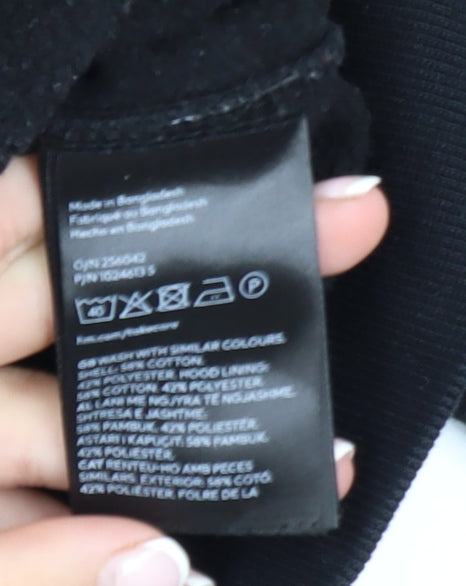 Made in Bangladesh
Fabriqué au Bangladesh
Hecho en Bangladesh
O/N 256042
P/N 1024613 S
40
P
hm.com/takecare
GB WASH WITH SIMILAR COLOURS.
SHELL: 58% COTTON,
42% POLYESTER. HOOD LINING:
58% COTTON, 42% POLYESTER.
AL LANI ME NGJYRA TË NGJASHME.
SHTRESA E JASHTME:
58% PAMBUK, 42% POLIESTËR.
ASTARI I KAPUÇIT: 58% PAMBUK,
42% POLIESTËR.
CAT RENTEU-HO AMB PECES
SIMILARS. EXTERIOR: 58% COTÓ,
42% POLIÈSTER. FOLRE DE LA